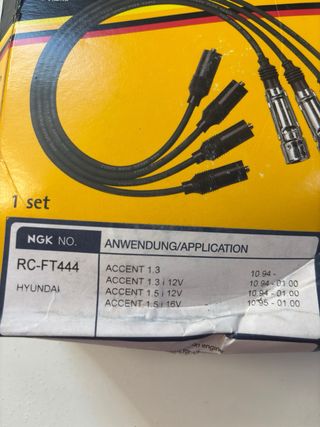 1 set
NGK NO. ANWENDUNG/APPLICATION
RC-FT444 ACCENT 1.3 10.94 -
HYUNDAI ACCENT 1.3 i 12V 10.94 - 01.00
ACCENT 1.5 i 12V 10.94 - 01.00
ACCENT 1.5 i 16V 10.95 - 01.00